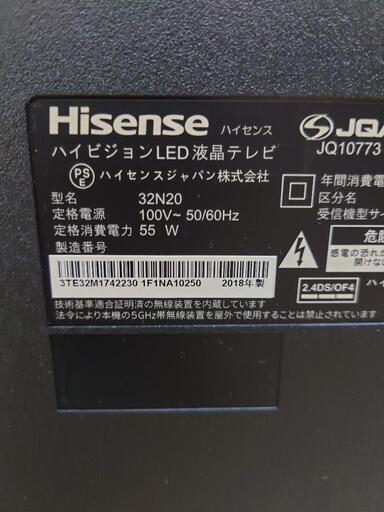 Hisense ハイセンス
JQA
JQ10773
ハイビジョンLED液晶テレビ
PSE
ハイセンスジャパン株式会社
型名 32N20
定格電源 100V~ 50/60Hz
定格消費電力 55 W
製造番号
年間消費電
区分名
受信機型サー
3TE32M1742230 1F1NA10250 2018年製
危
感電の恐れが
2.4DS/OF4
技術基準適合証明済の無線装置を内蔵しています
法令により本機の5GHz帯無線装置を屋外で使用することは禁止さ